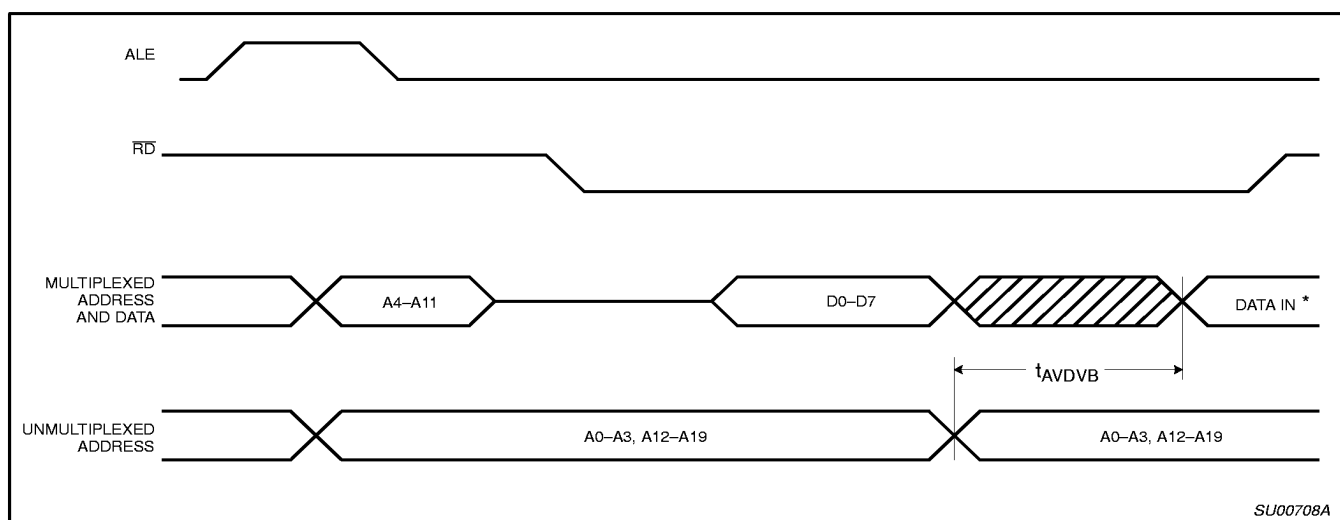 ALE
RD
MULTIPLEXED
ADDRESS
AND DATA
A4–A11
D0–D7
DATA IN *
tAVDVB
UNMULTIPLEXED
ADDRESS
A0–A3, A12–A19
A0–A3, A12–A19
SU00708A